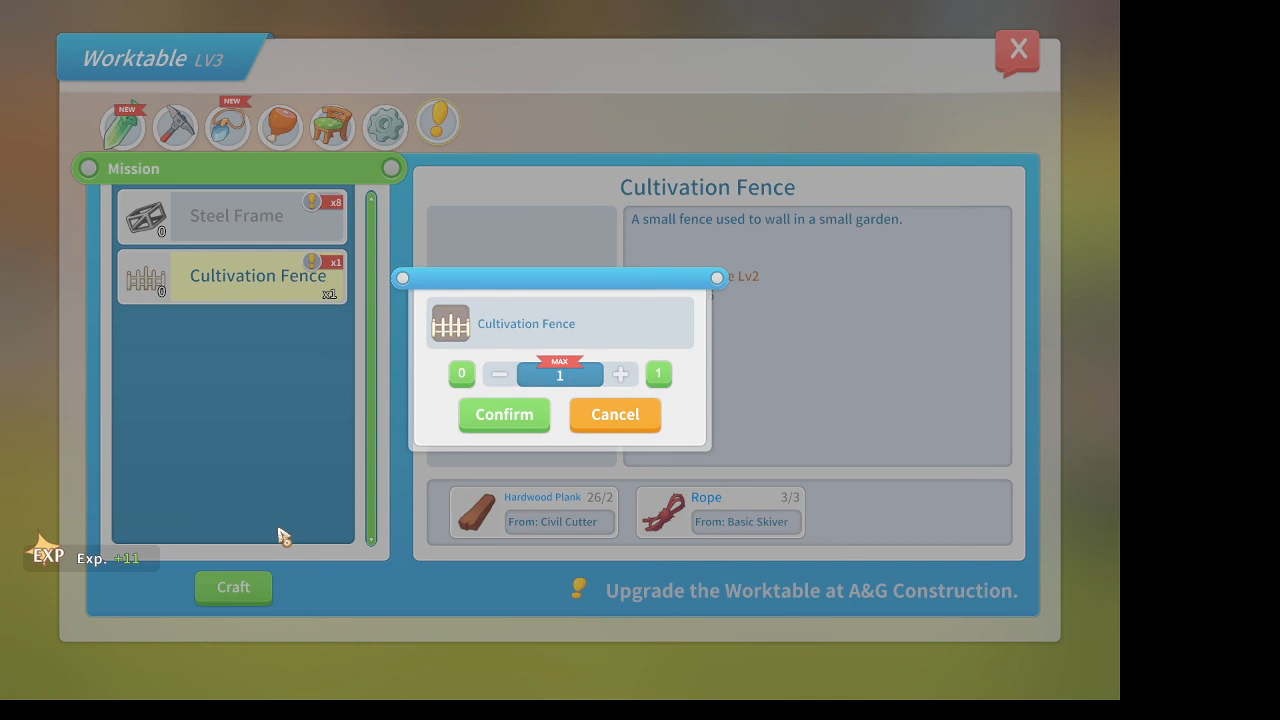 Worktable LV3
X
NEW
NEW
Mission
Steel Frame
x8
0
Cultivation Fence
x1
0
x1
Cultivation Fence
A small fence used to wall in a small garden.
e Lv2
Cultivation Fence
MAX
0
1
1
Confirm
Cancel
Hardwood Plank 26/2
From: Civil Cutter
Rope 3/3
From: Basic Skiver
EXP Exp. +11
Craft
Upgrade the Worktable at A&G Construction.